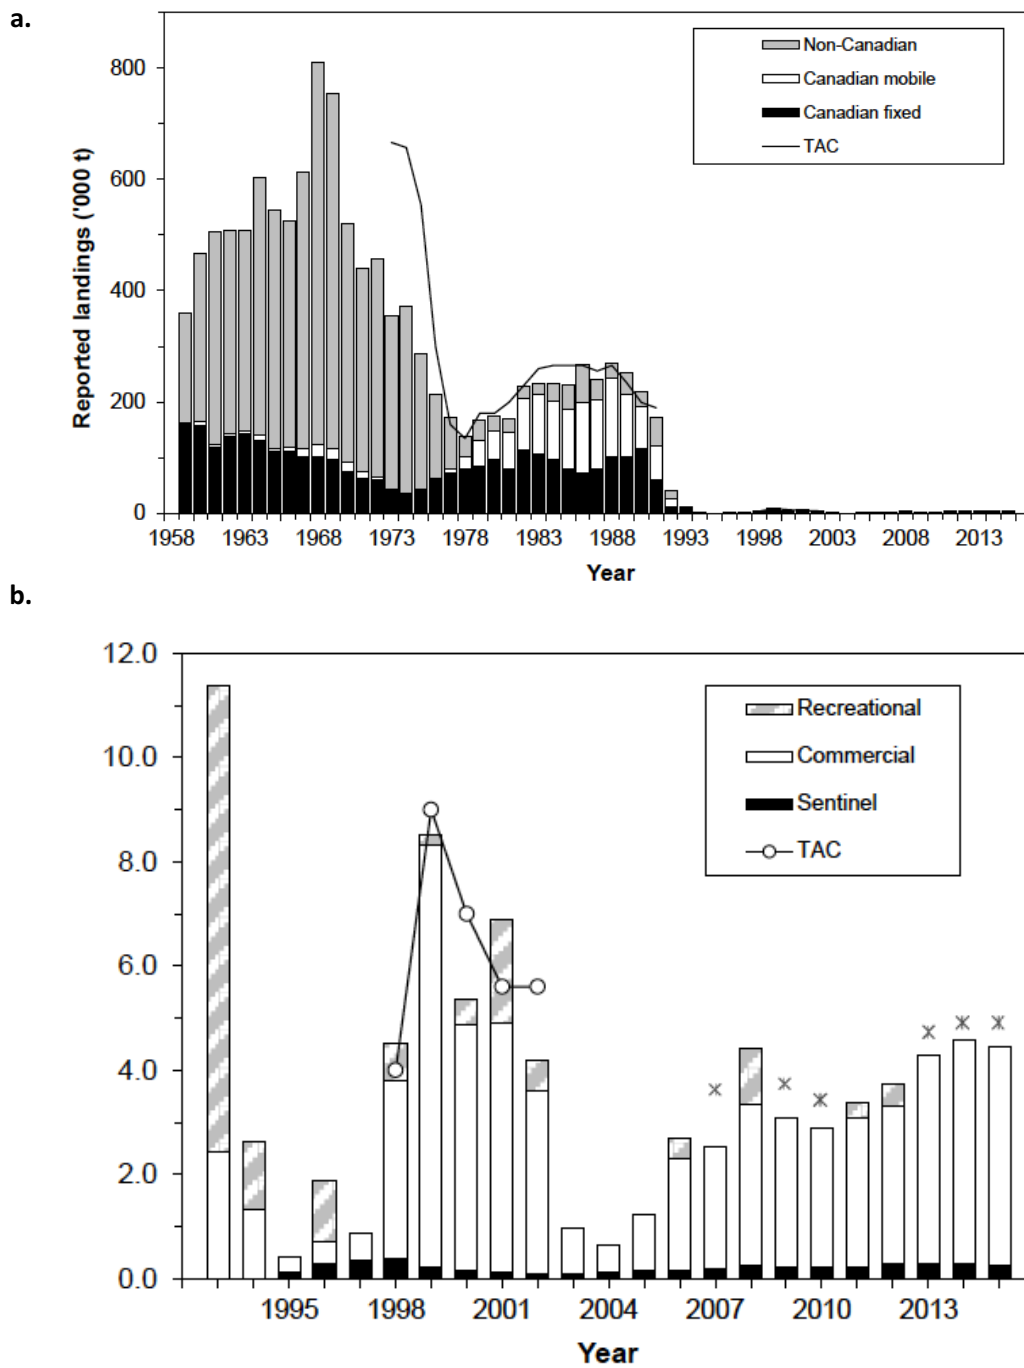 a.
Reported landings ('000 t)
800
600
400
200
0
Non-Canadian
Canadian mobile
Canadian fixed
TAC
1958 1963 1968 1973 1978 1983 1988 1993 1998 2003 2008 2013
Year
b.
12.0
10.0
8.0
6.0
4.0
2.0
0.0
Recreational
Commercial
Sentinel
TAC
1995 1998 2001 2004 2007 2010 2013
Year